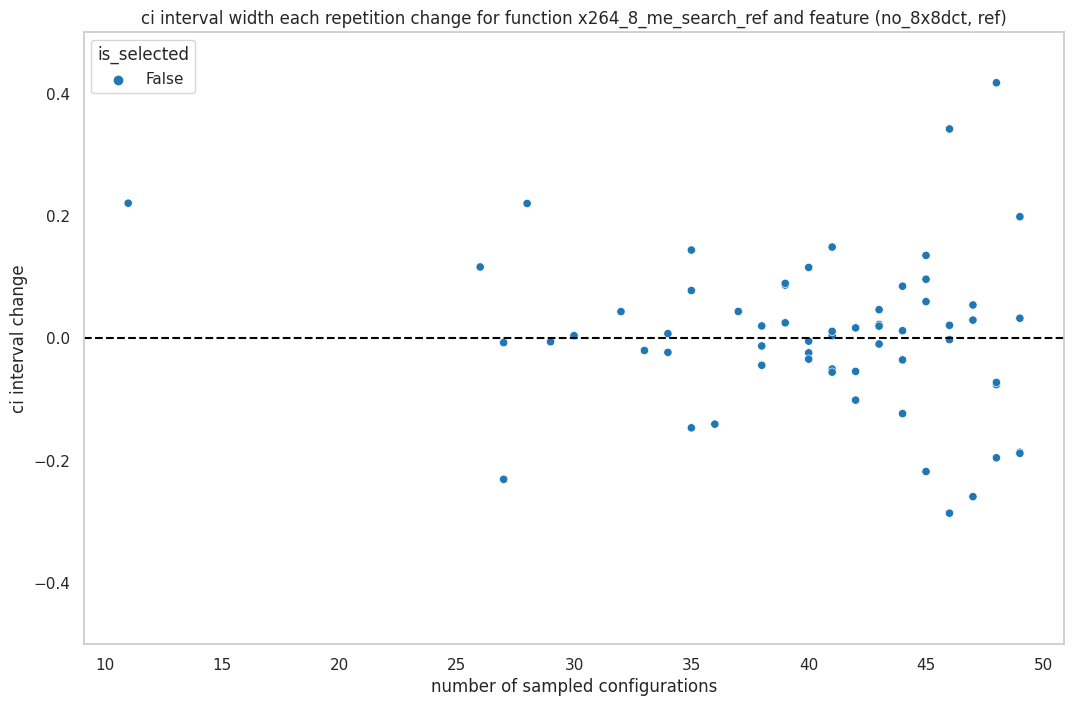 ci interval width each repetition change for function x264_8_me_search_ref and feature (no_8x8dct, ref)
is_selected
False
0.4
0.2
0.0
−0.2
−0.4
ci interval change
10 15 20 25 30 35 40 45 50
number of sampled configurations